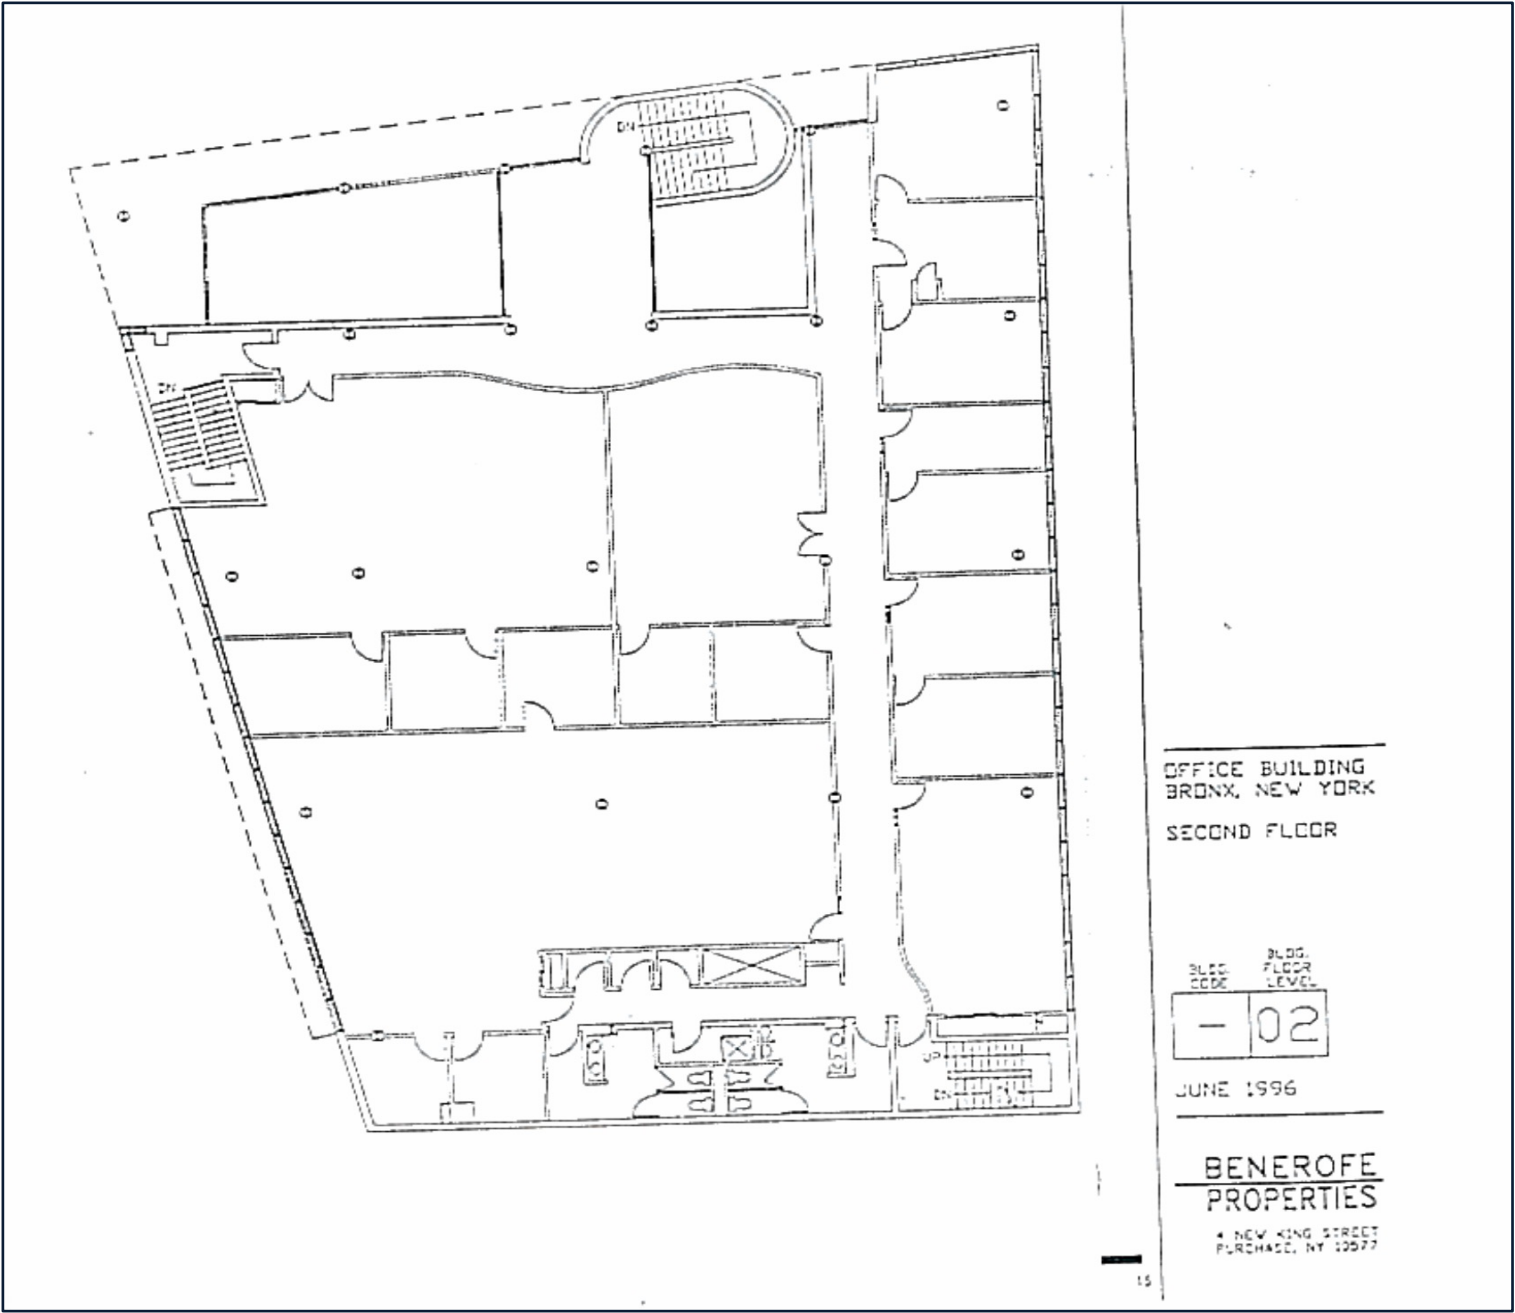 DN
DN
UP
DN
OFFICE BUILDING
BRONX, NEW YORK
SECOND FLOOR
BLDG. CODE
BLDG. FLOOR LEVEL
- 02
JUNE 1996
BENEROFE
PROPERTIES
4 NEW KING STREET
PURCHASE, NY 10577
15